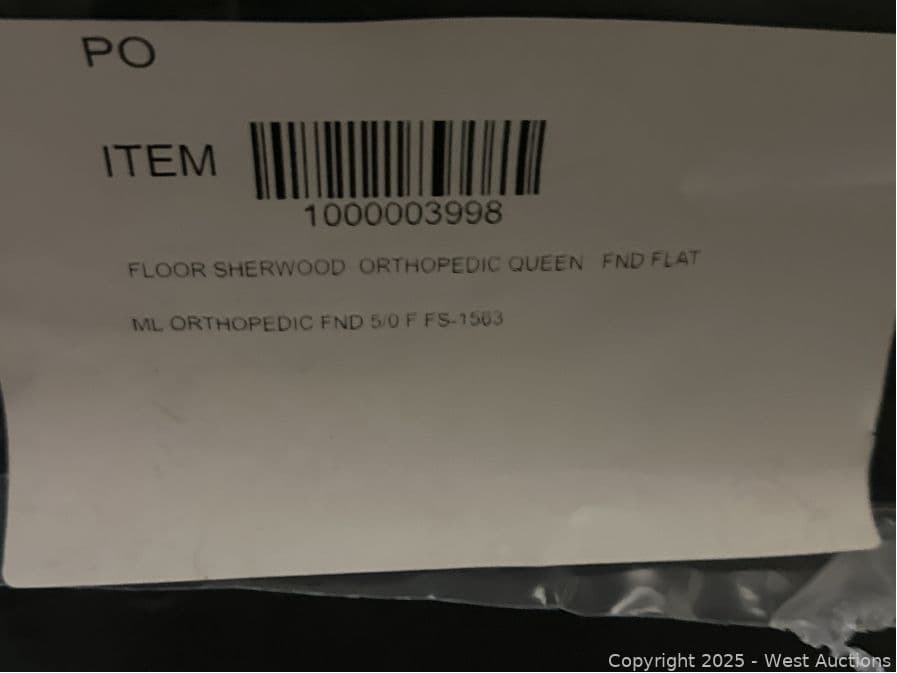 PO
ITEM
1000003998
FLOOR SHERWOOD ORTHOPEDIC QUEEN FND FLAT
ML ORTHOPEDIC FND 5/0 F FS-1563
Copyright 2025 - West Auctions